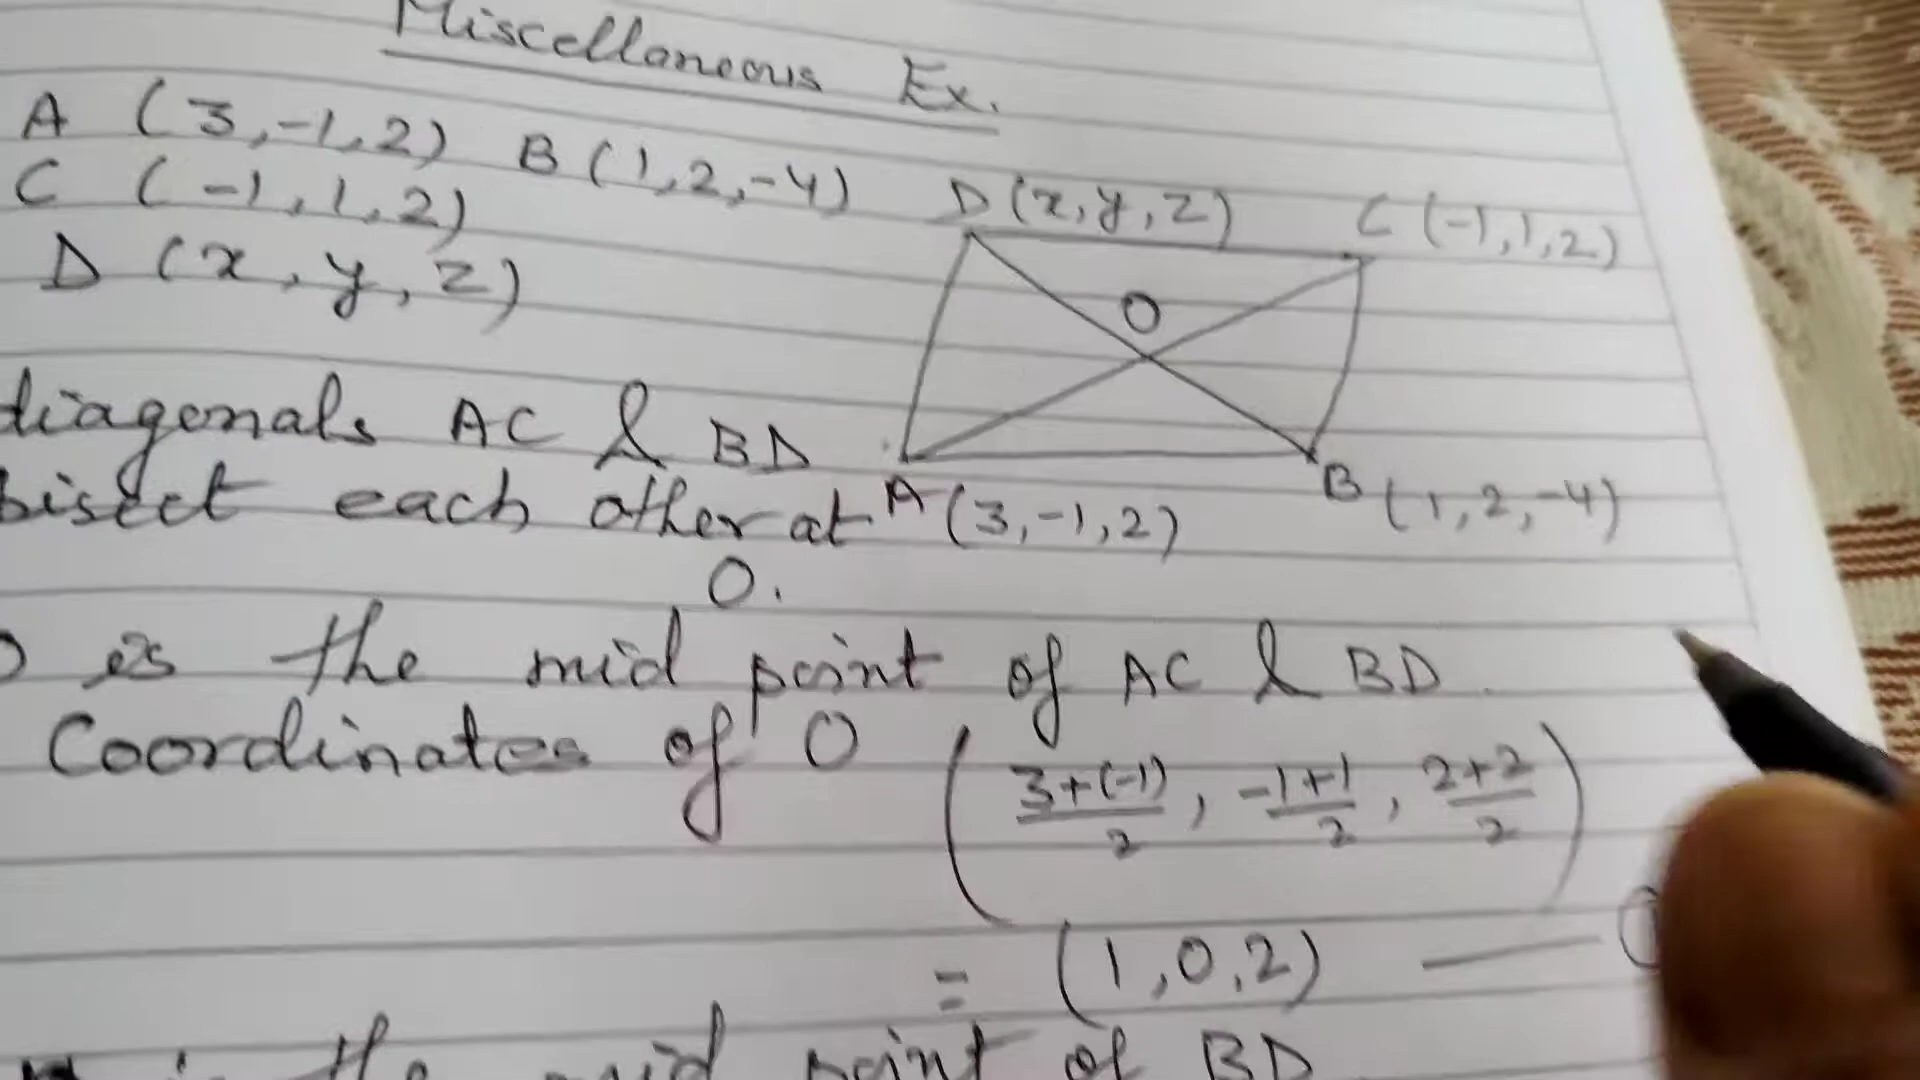 Miscellaneous Ex.
A (3,-1,2) B (1,2,-4)
C (-1,1,2)
D (x,y,z)
D (x,y,z) C (-1,1,2)
O
diagonals AC & BD
bisect each other at
O.
A (3,-1,2) B (1,2,-4)
O is the mid point of AC & BD.
Coordinates of O (3+(-1)/2, -1+1/2, 2+2/2)
= (1,0,2) —
is the mid point of BD